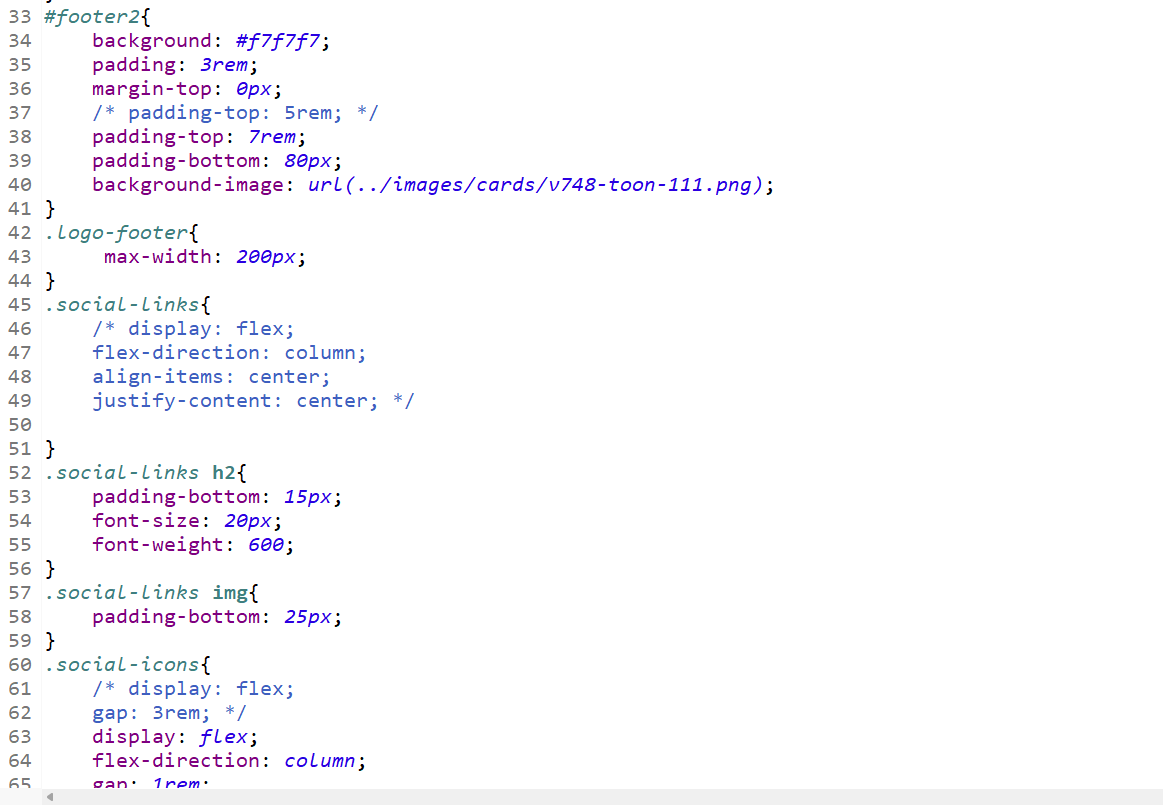 33 #footer2{
34     background: #f7f7f7;
35     padding: 3rem;
36     margin-top: 0px;
37     /* padding-top: 5rem; */
38     padding-top: 7rem;
39     padding-bottom: 80px;
40     background-image: url(../images/cards/v748-toon-111.png);
41 }
42 .logo-footer{
43      max-width: 200px;
44 }
45 .social-links{
46     /* display: flex;
47     flex-direction: column;
48     align-items: center;
49     justify-content: center; */
50
51 }
52 .social-links h2{
53     padding-bottom: 15px;
54     font-size: 20px;
55     font-weight: 600;
56 }
57 .social-links img{
58     padding-bottom: 25px;
59 }
60 .social-icons{
61     /* display: flex;
62     gap: 3rem; */
63     display: flex;
64     flex-direction: column;
65     gap: 1rem;